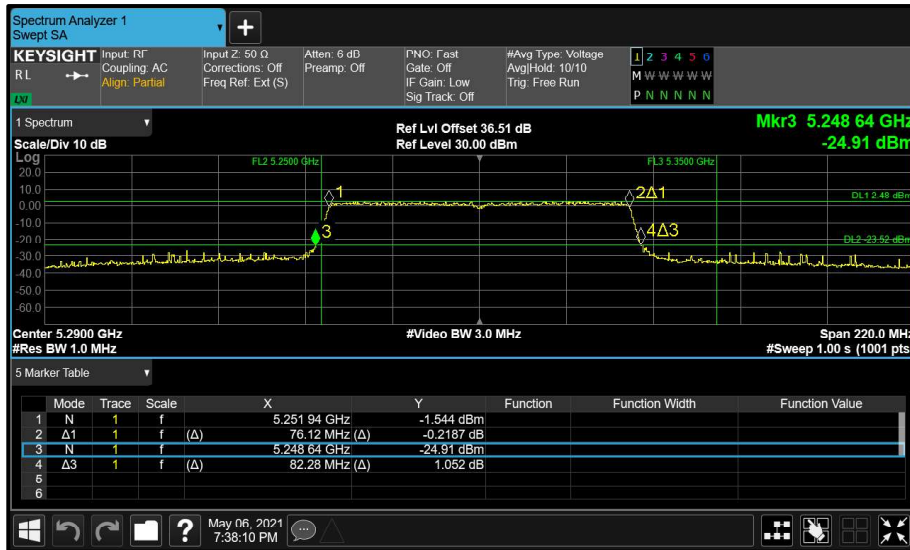 Spectrum Analyzer 1
Swept SA
+
KEYSIGHT
R L
LXI
Input: RF
Coupling: AC
Align: Partial
Input Z: 50 Ω
Corrections: Off
Freq Ref: Ext (S)
Atten: 6 dB
Preamp: Off
PNO: Fast
Gate: Off
IF Gain: Low
Sig Track: Off
#Avg Type: Voltage
Avg|Hold: 10/10
Trig: Free Run
1 2 3 4 5 6
M W W W W W
P N N N N N
1 Spectrum
Scale/Div 10 dB
Ref Lvl Offset 36.51 dB
Ref Level 30.00 dBm
Mkr3 5.248 64 GHz
-24.91 dBm
Log
20.0
10.0
0.00
-10.0
-20.0
-30.0
-40.0
-50.0
-60.0
FL2 5.2500 GHz
FL3 5.3500 GHz
1
2Δ1
3
4Δ3
DL1 2.48 dBm
DL2 -23.52 dBm
Center 5.2900 GHz
#Video BW 3.0 MHz
Span 220.0 MHz
#Res BW 1.0 MHz
#Sweep 1.00 s (1001 pts
5 Marker Table
Mode Trace Scale X Y Function Function Width Function Value
1 N 1 f 5.251 94 GHz -1.544 dBm
2 Δ1 1 f (Δ) 76.12 MHz (Δ) -0.2187 dB
3 N 1 f 5.248 64 GHz -24.91 dBm
4 Δ3 1 f (Δ) 82.28 MHz (Δ) 1.052 dB
5
6
?
May 06, 2021
7:38:10 PM